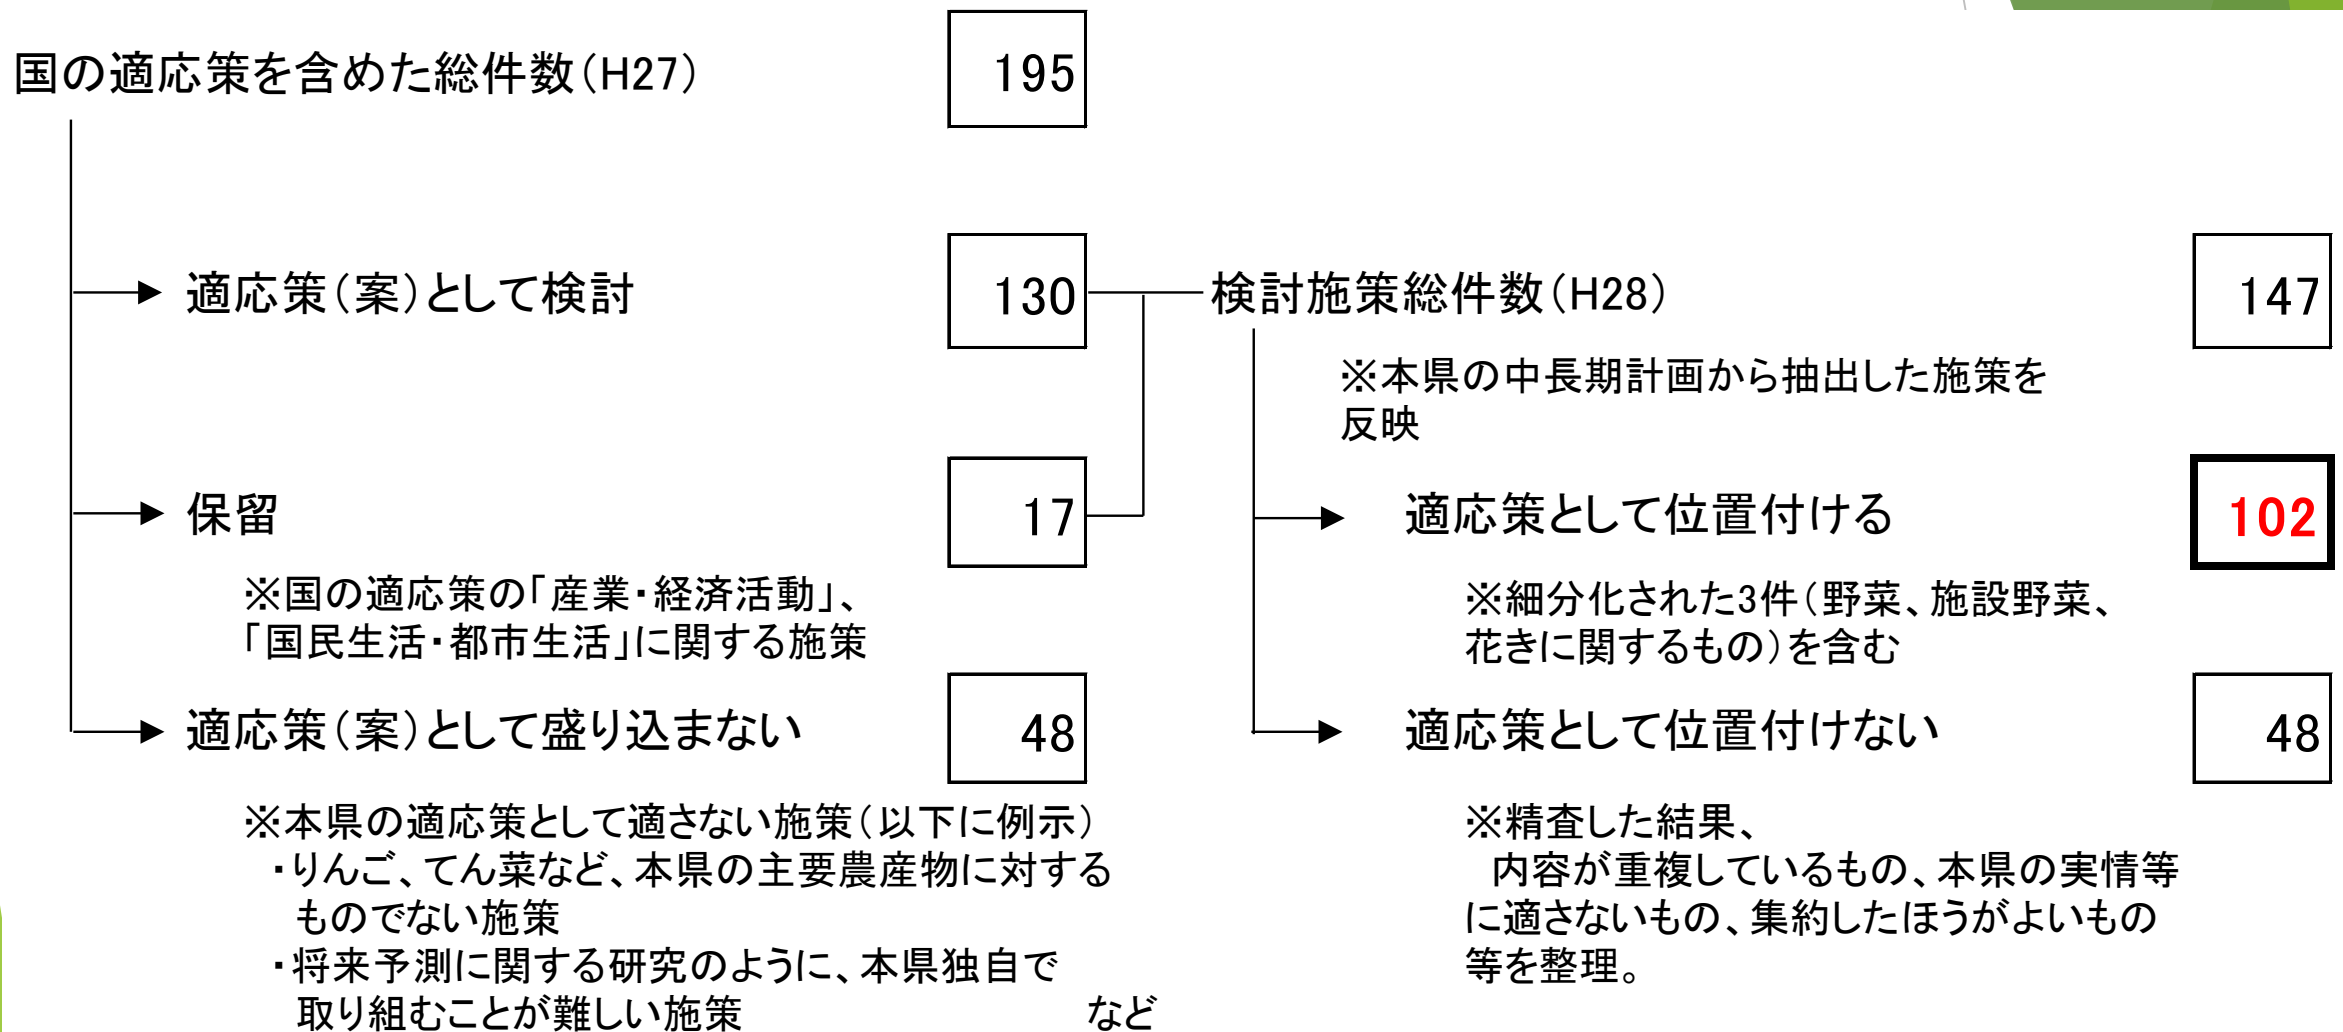 国の適応策を含めた総件数(H27)
195
適応策(案)として検討
130
保留
17
※国の適応策の「産業・経済活動」、
「国民生活・都市生活」に関する施策
適応策(案)として盛り込まない
48
※本県の適応策として適さない施策(以下に例示)
・りんご、てん菜など、本県の主要農産物に対する
ものでない施策
・将来予測に関する研究のように、本県独自で
取り組むことが難しい施策 など
検討施策総件数(H28)
147
※本県の中長期計画から抽出した施策を
反映
適応策として位置付ける
102
※細分化された3件(野菜、施設野菜、
花きに関するもの)を含む
適応策として位置付けない
48
※精査した結果、
内容が重複しているもの、本県の実情等
に適さないもの、集約したほうがよいもの
等を整理。